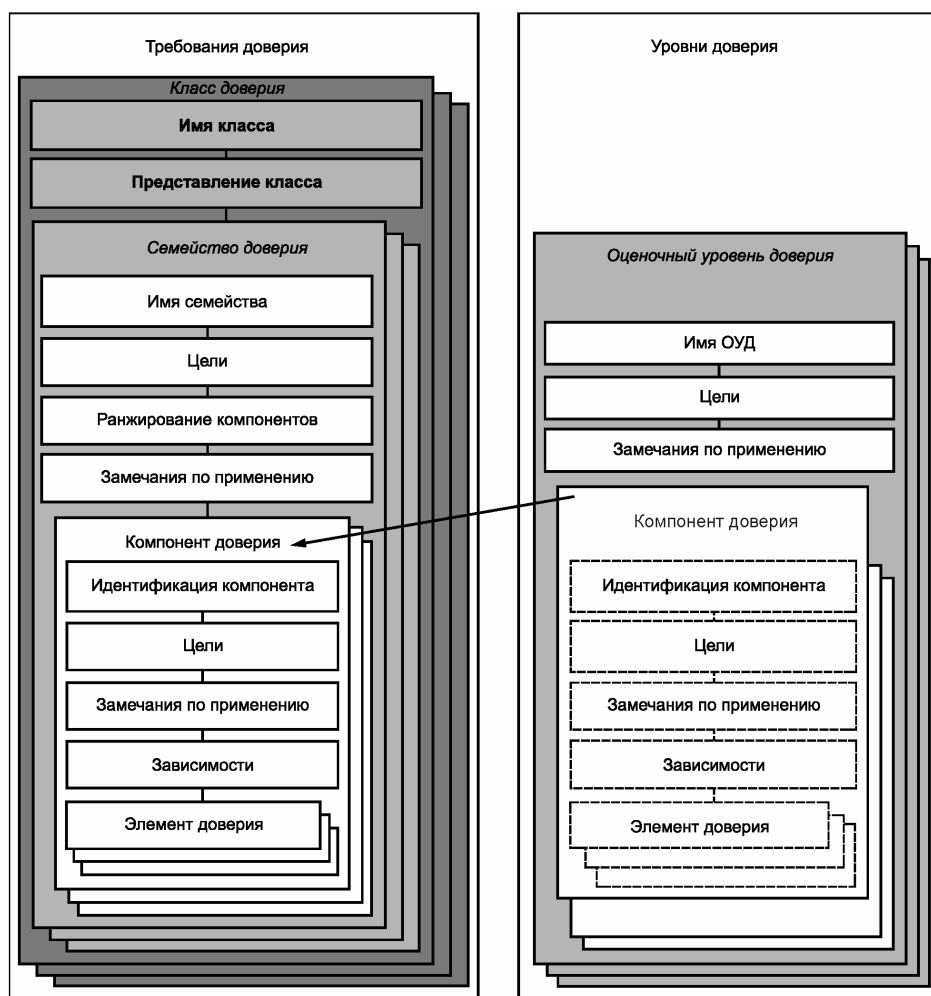 Требования доверия
Класс доверия
Имя класса
Представление класса
Семейство доверия
Имя семейства
Цели
Ранжирование компонентов
Замечания по применению
Компонент доверия
Идентификация компонента
Цели
Замечания по применению
Зависимости
Элемент доверия
Уровни доверия
Оценочный уровень доверия
Имя ОУД
Цели
Замечания по применению
Компонент доверия
Идентификация компонента
Цели
Замечания по применению
Зависимости
Элемент доверия